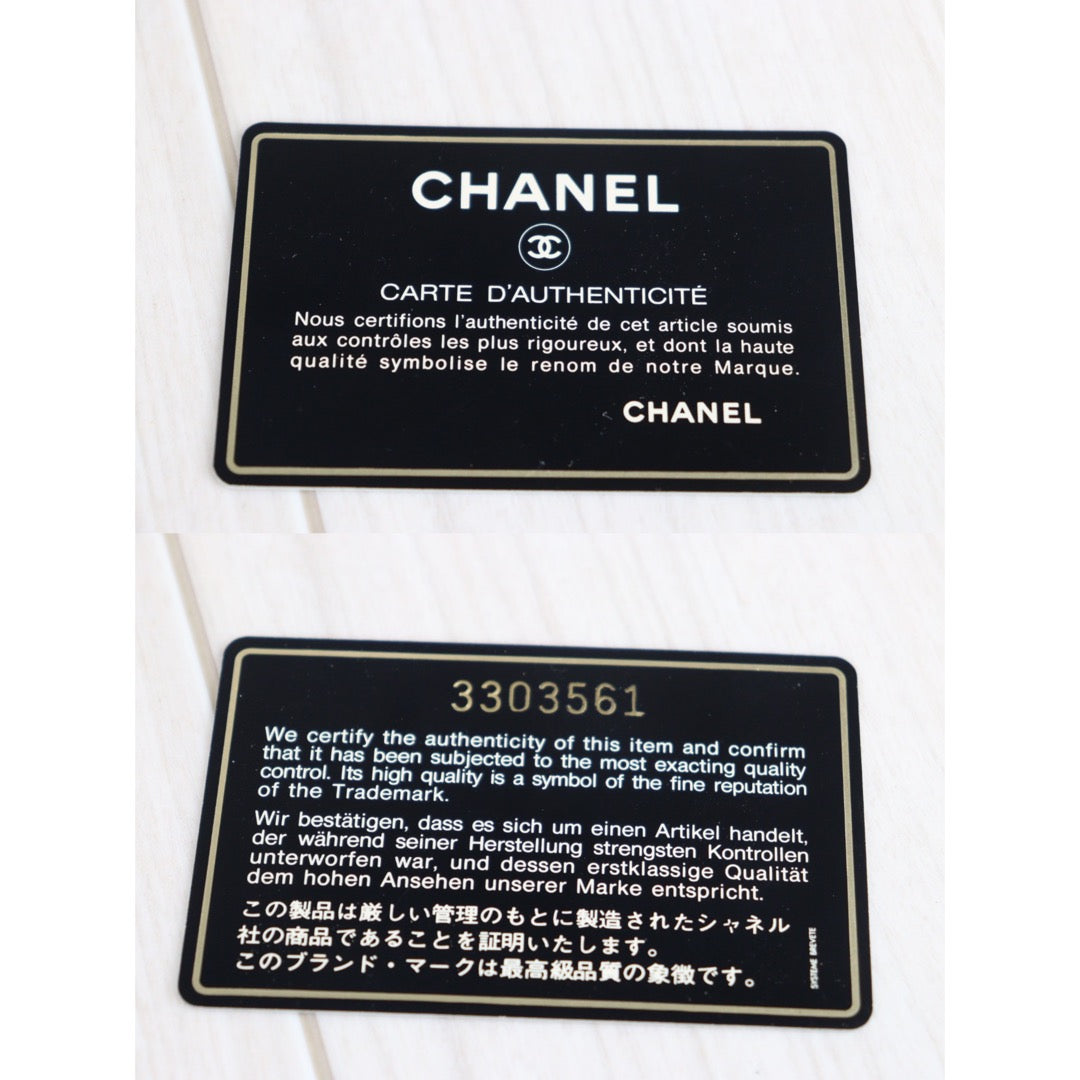 CHANEL
CARTE D'AUTHENTICITÉ
Nous certifions l'authenticité de cet article soumis
aux contrôles les plus rigoureux, et dont la haute
qualité symbolise le renom de notre Marque.
CHANEL
3303561
We certify the authenticity of this item and confirm
that it has been subjected to the most exacting quality
control. Its high quality is a symbol of the fine reputation
of the Trademark.
Wir bestätigen, dass es sich um einen Artikel handelt,
der während seiner Herstellung strengsten Kontrollen
unterworfen war, und dessen erstklassige Qualität
dem hohen Ansehen unserer Marke entspricht.
この製品は厳しい管理のもとに製造されたシャネル
社の商品であることを証明いたします。
このブランド・マークは最高級品質の象徴です。
SYSTEME BREVETE